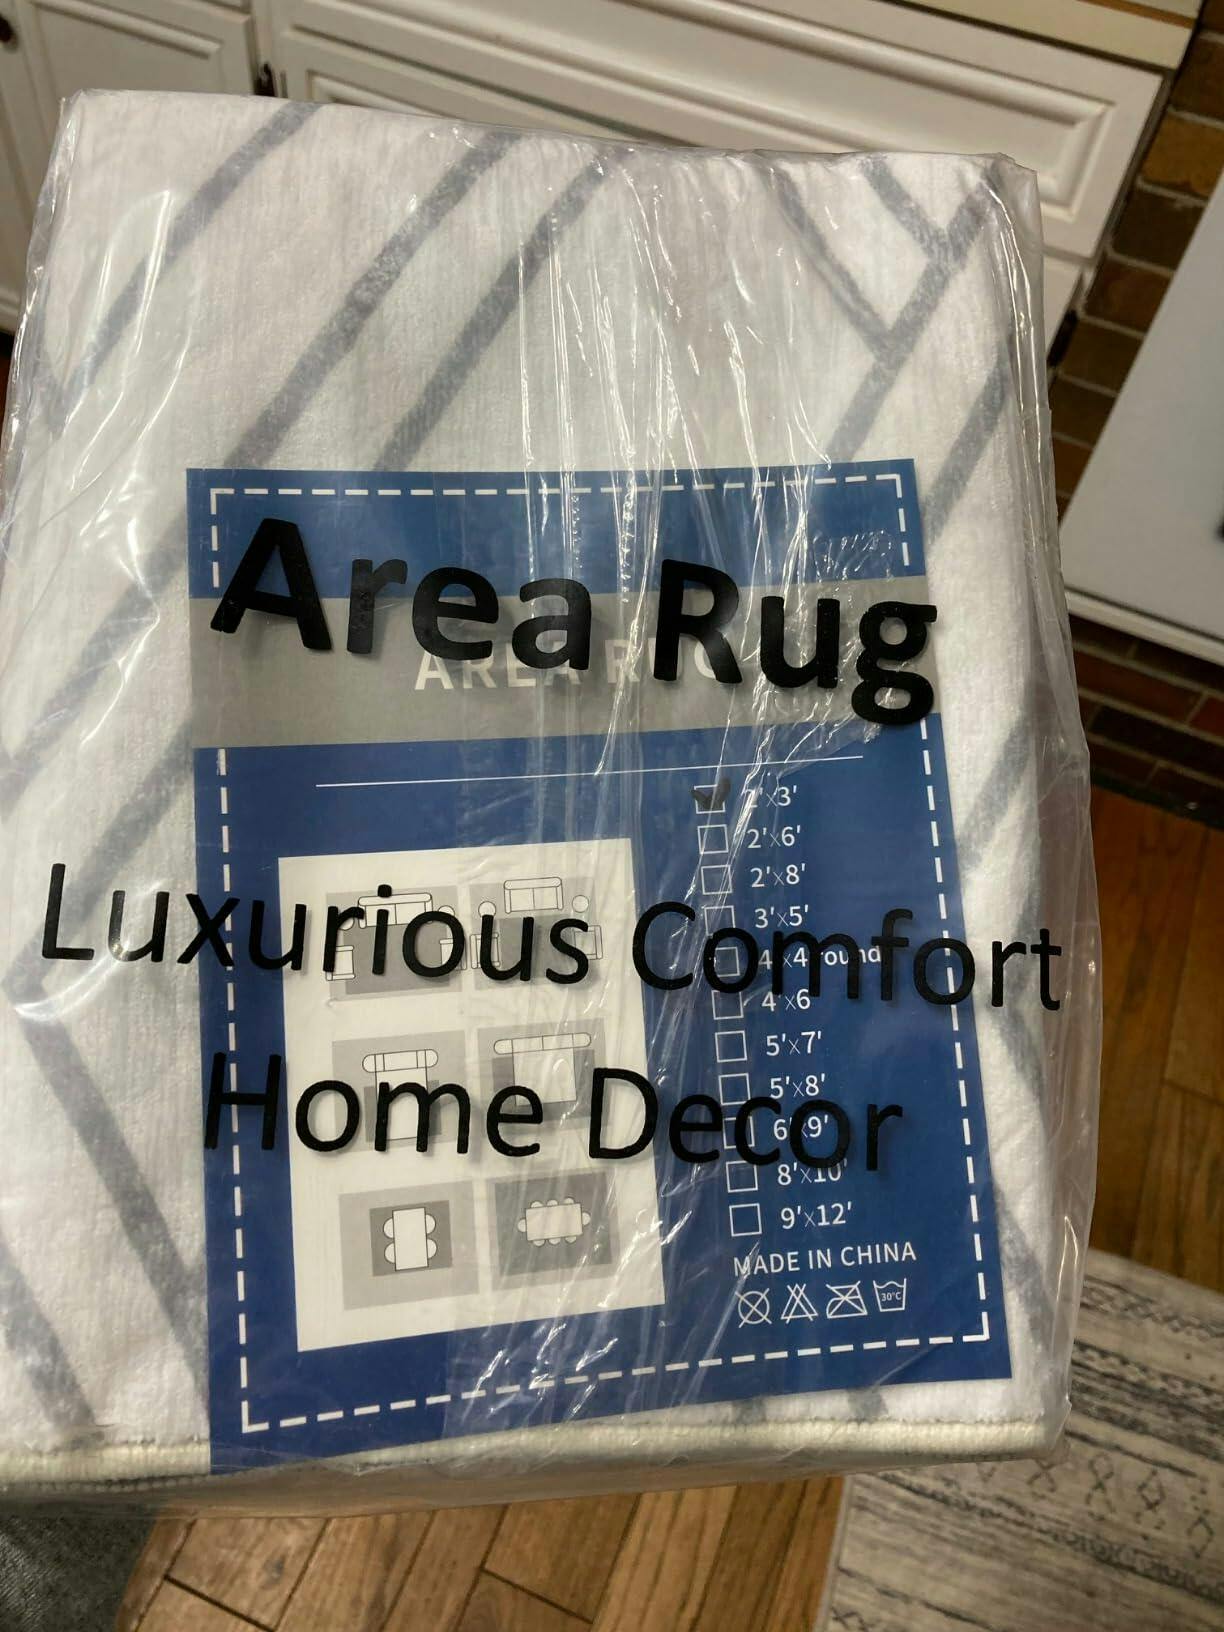 Area Rug
AREA RUG
2'x3'
2'x6'
2'x8'
3'x5'
Luxurious Comfort
4'x4'round
4'x6'
5'x7'
5'x8'
Home Decor
6'x9'
8'x10'
9'x12'
MADE IN CHINA
30°C